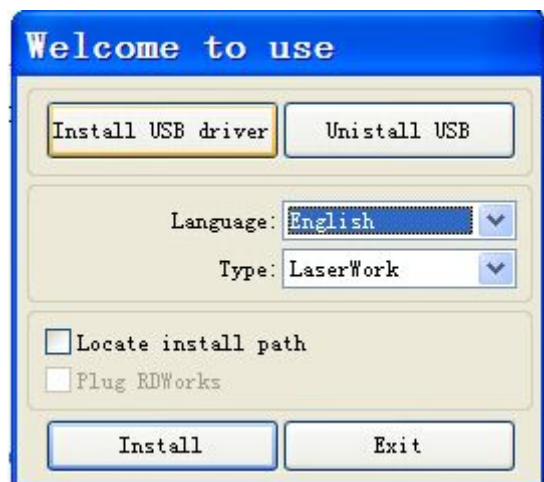 Welcome to use
Install USB driver Unistall USB
Language: English
Type: LaserWork
Locate install path
Plug RDWorks
Install Exit